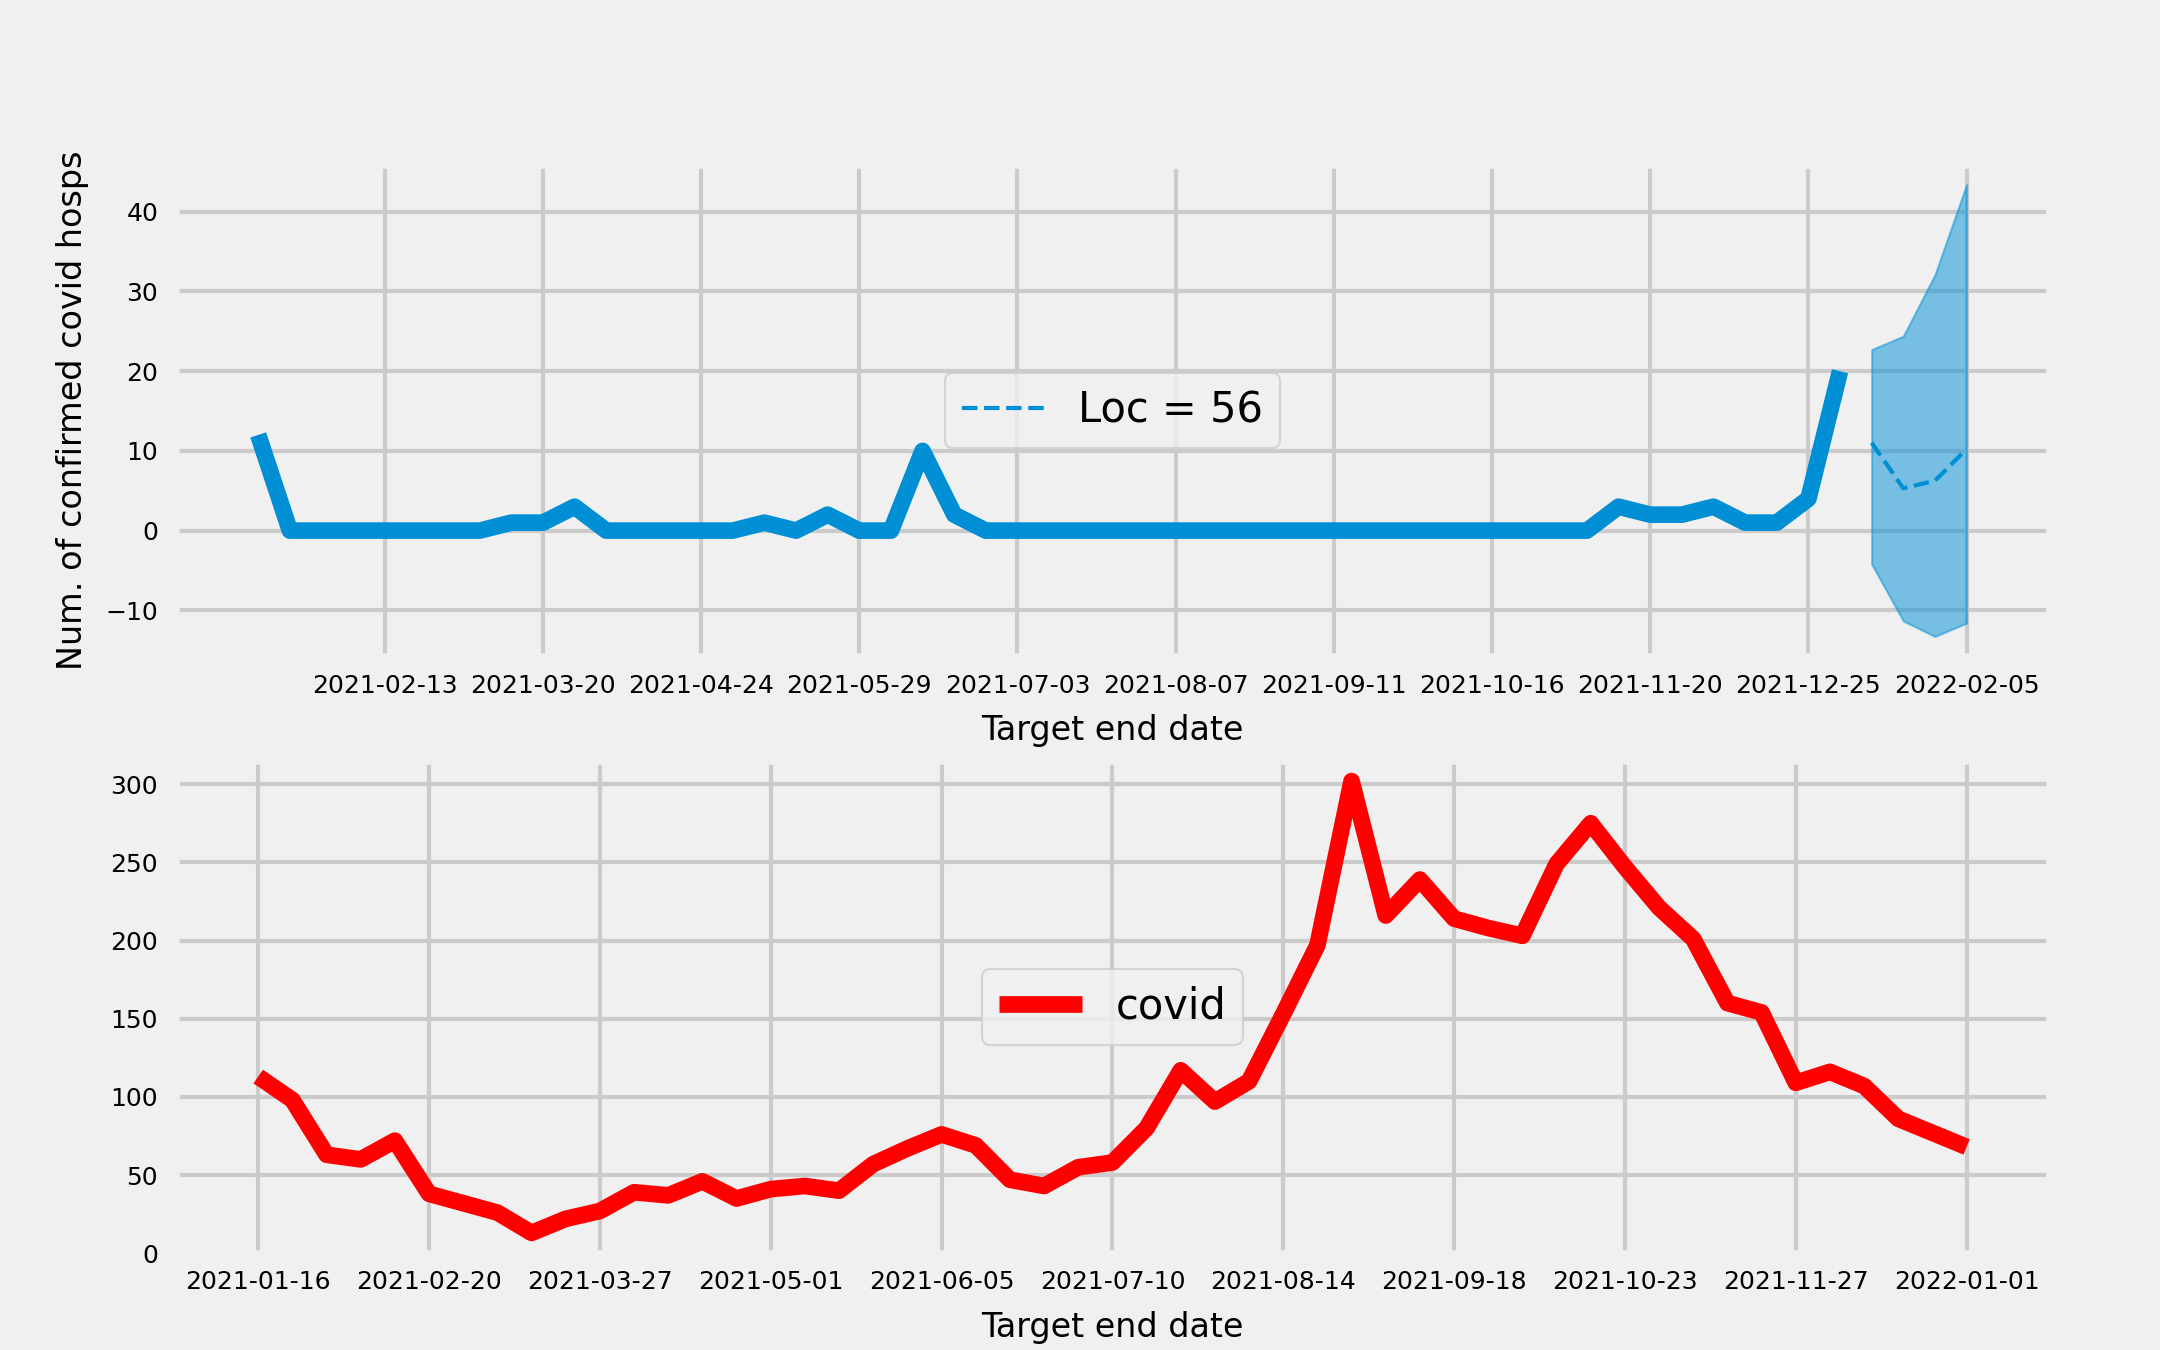 Num. of confirmed covid hosps
40
30
20
10
0
−10
Loc = 56
2021-02-13 2021-03-20 2021-04-24 2021-05-29 2021-07-03 2021-08-07 2021-09-11 2021-10-16 2021-11-20 2021-12-25 2022-02-05
Target end date
300
250
200
150
100
50
0
covid
2021-01-16 2021-02-20 2021-03-27 2021-05-01 2021-06-05 2021-07-10 2021-08-14 2021-09-18 2021-10-23 2021-11-27 2022-01-01
Target end date